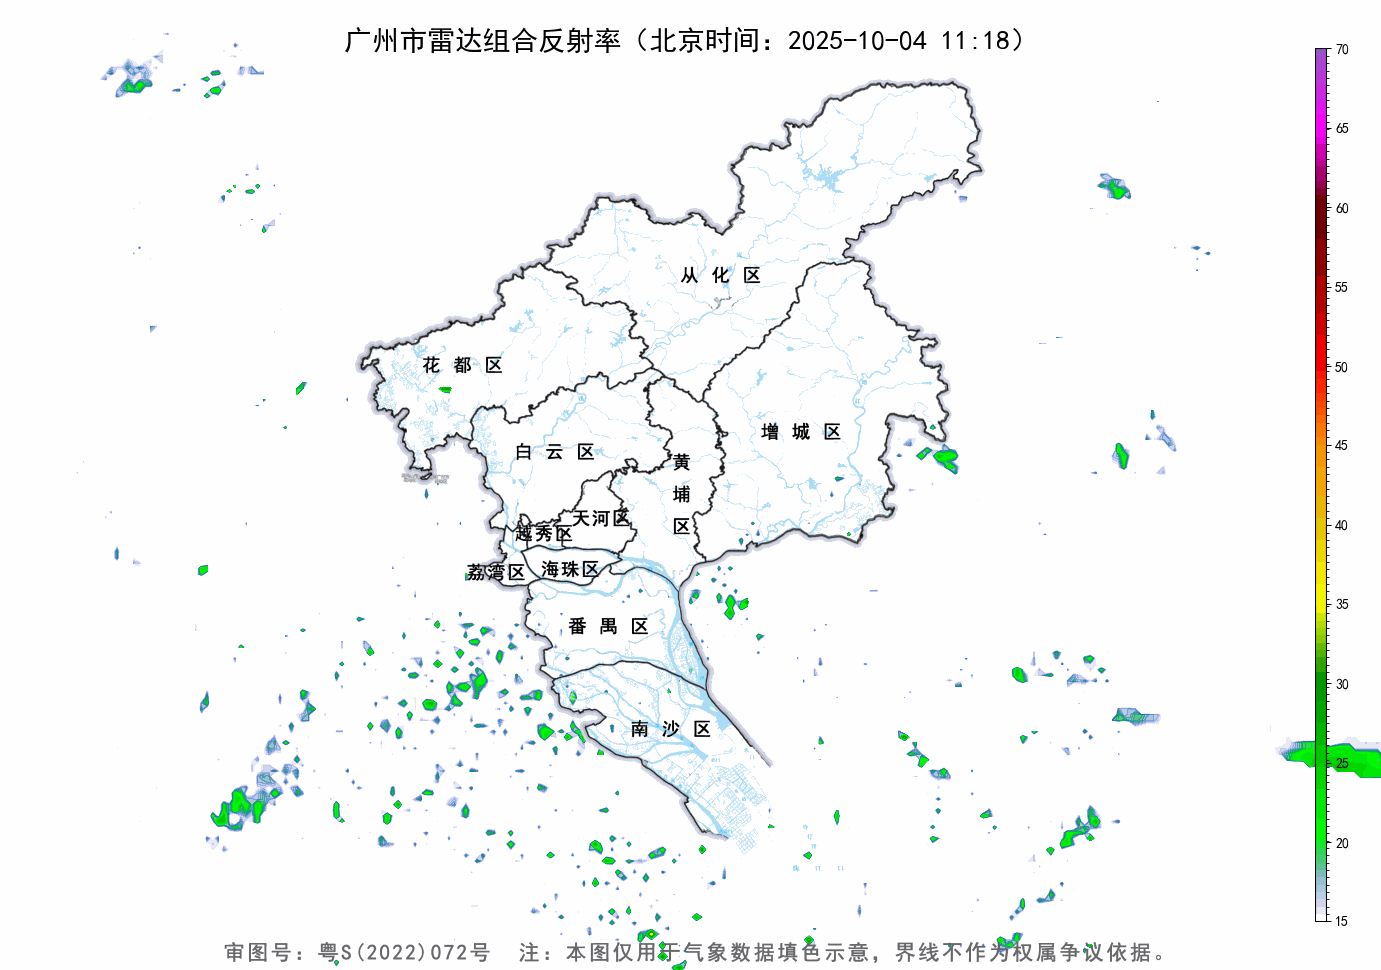 广州市雷达组合反射率（北京时间：2025-10-04 11:18）
70
65
60
55
50
45
40
35
30
25
20
15
从化区
花都区
增城区
白云区
黄埔区
天河区
越秀区
荔湾区
海珠区
番禺区
南沙区
审图号：粤S(2022)072号 注：本图仅用于气象数据填色示意，界线不作为权属争议依据。